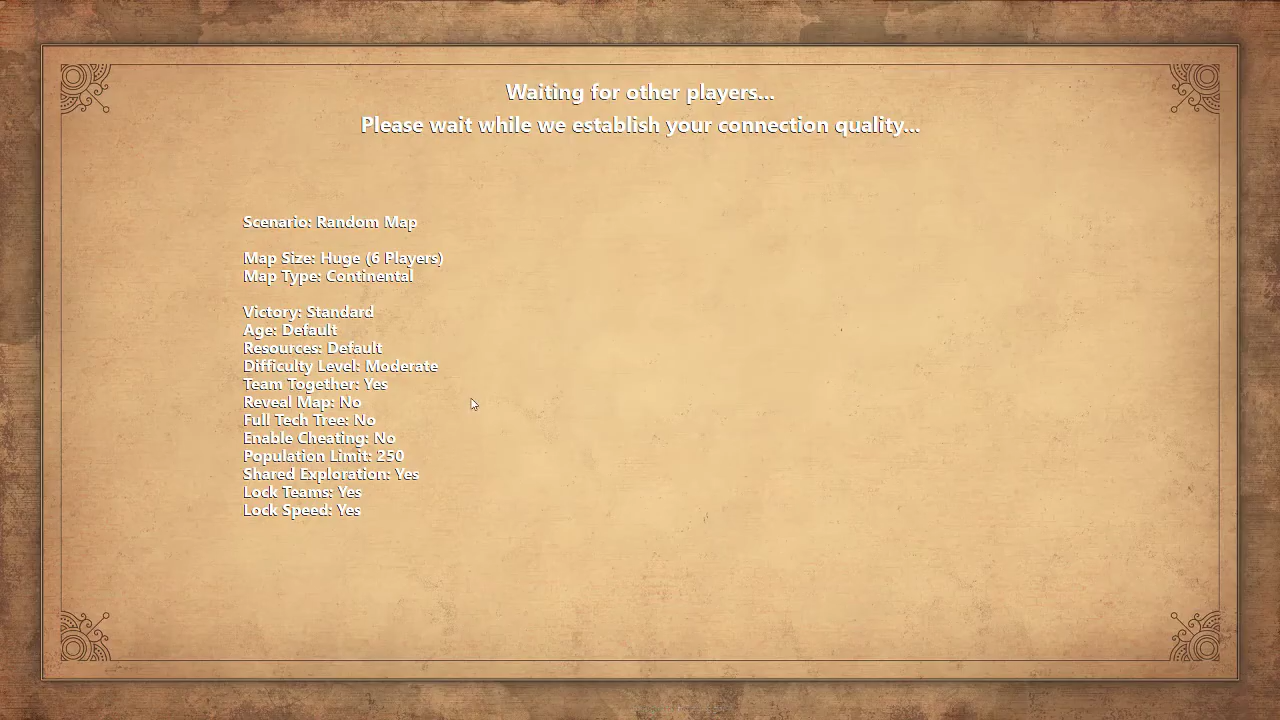 Waiting for other players...
Please wait while we establish your connection quality...
Scenario: Random Map
Map Size: Huge (6 Players)
Map Type: Continental
Victory: Standard
Age: Default
Resources: Default
Difficulty Level: Moderate
Team Together: Yes
Reveal Map: No
Full Tech Tree: No
Enable Cheating: No
Population Limit: 250
Shared Exploration: Yes
Lock Teams: Yes
Lock Speed: Yes